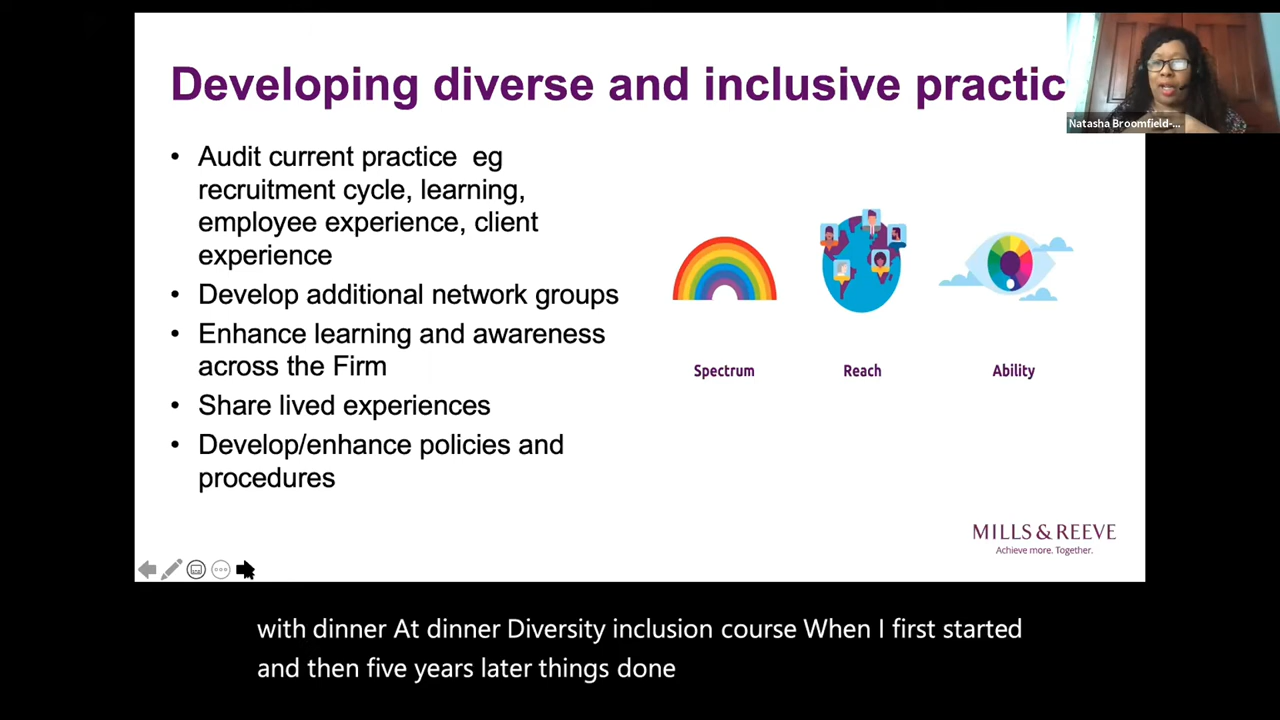 Developing diverse and inclusive practic
Natasha Broomfield-...
• Audit current practice eg
recruitment cycle, learning,
employee experience, client
experience
• Develop additional network groups
• Enhance learning and awareness
across the Firm
• Share lived experiences
• Develop/enhance policies and
procedures
Spectrum
Reach
Ability
MILLS & REEVE
Achieve more. Together.
with dinner At dinner Diversity inclusion course When I first started
and then five years later things done